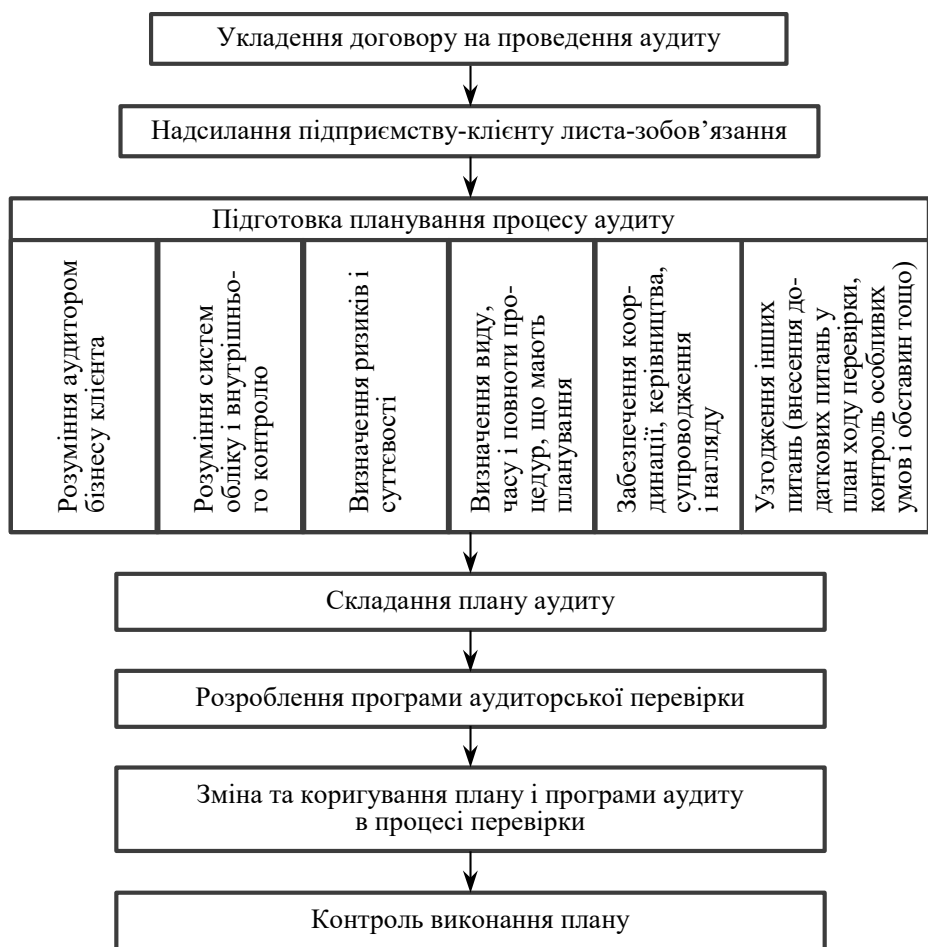 Укладення договору на проведення аудиту
Надсилання підприємству-клієнту листа-зобов’язання
Підготовка планування процесу аудиту
Розуміння аудитором
бізнесу клієнта
Розуміння систем
обліку і внутрішньо-
го контролю
Визначення ризиків і
суттєвості
Визначення виду,
часу і повноти про-
цедур, що мають
планування
Забезпечення коор-
динації, керівництва,
супроводження
і нагляду
Узгодження інших
питань (внесення до-
даткових питань у
план ходу перевірки,
контроль особливих
умов і обставин тощо)
Складання плану аудиту
Розроблення програми аудиторської перевірки
Зміна та коригування плану і програми аудиту
в процесі перевірки
Контроль виконання плану